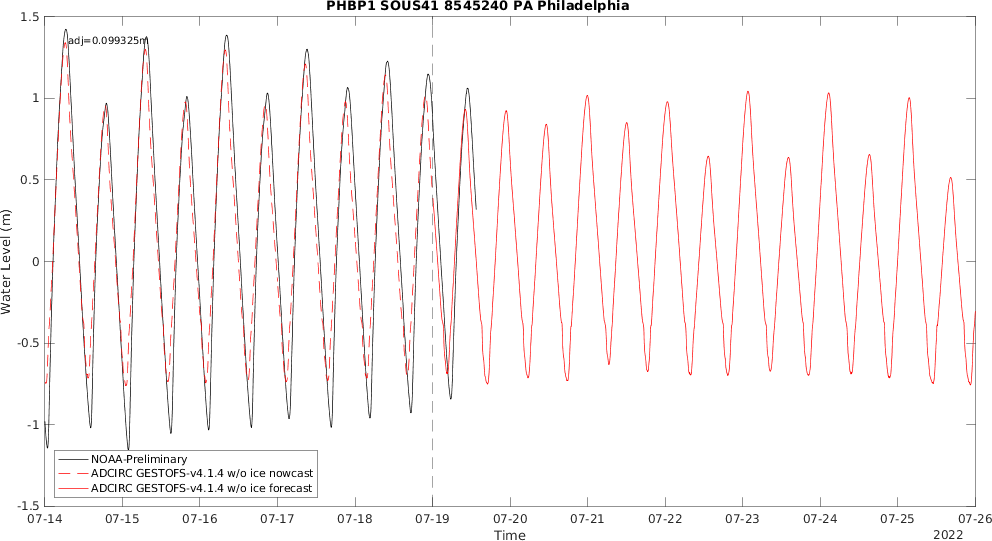 PHBP1 SOUS41 8545240 PA Philadelphia
adj=0.099325m
1.5
1
0.5
0
-0.5
-1
-1.5
Water Level (m)
NOAA-Preliminary
ADCIRC GESTOFS-v4.1.4 w/o ice nowcast
ADCIRC GESTOFS-v4.1.4 w/o ice forecast
07-14 07-15 07-16 07-17 07-18 07-19 07-20 07-21 07-22 07-23 07-24 07-25 07-26
Time
2022